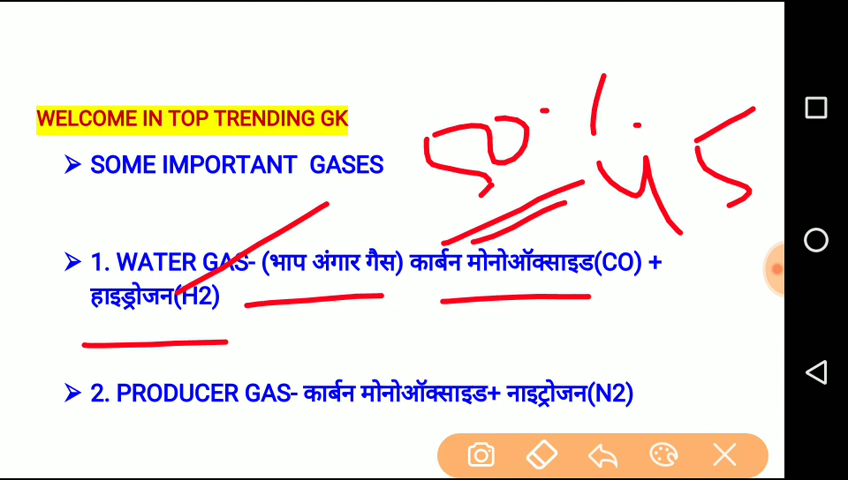 WELCOME IN TOP TRENDING GK
➢ SOME IMPORTANT GASES
➢ 1. WATER GAS- (भाप अंगार गैस) कार्बन मोनोऑक्साइड(CO) +
हाइड्रोजन(H2)
➢ 2. PRODUCER GAS- कार्बन मोनोऑक्साइड+ नाइट्रोजन(N2)